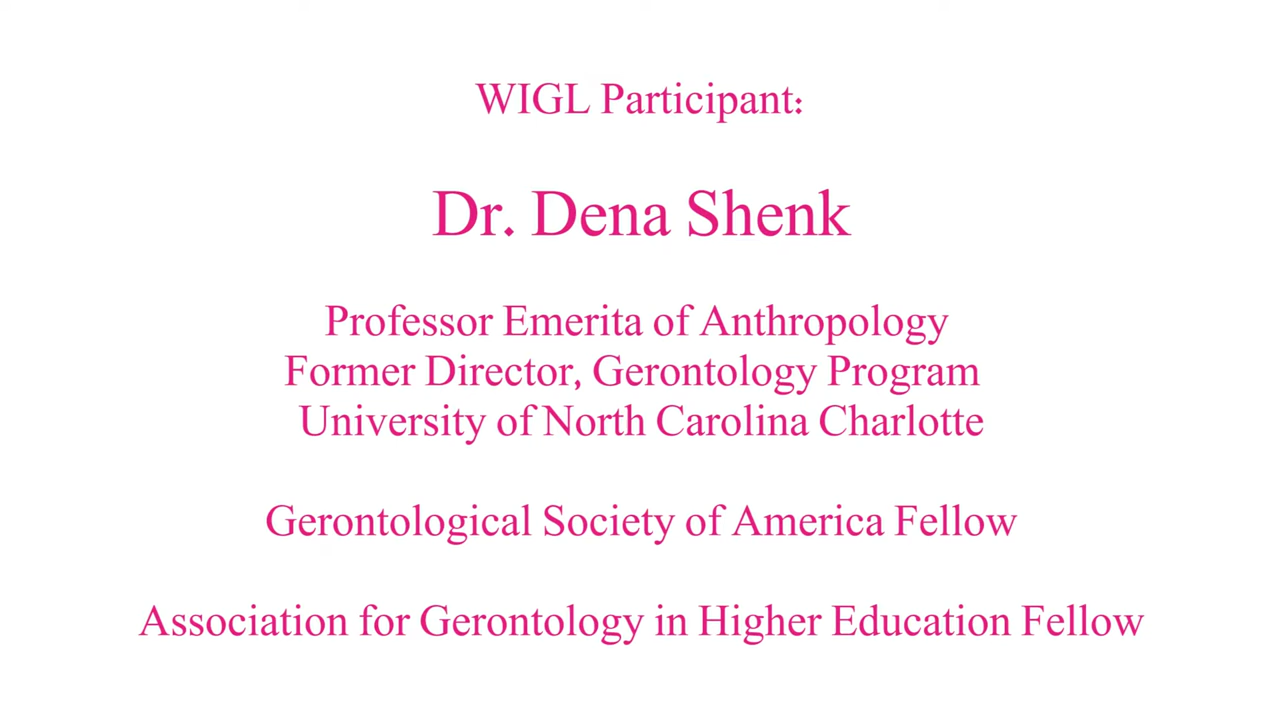 WIGL Participant:
Dr. Dena Shenk
Professor Emerita of Anthropology
Former Director, Gerontology Program
University of North Carolina Charlotte
Gerontological Society of America Fellow
Association for Gerontology in Higher Education Fellow